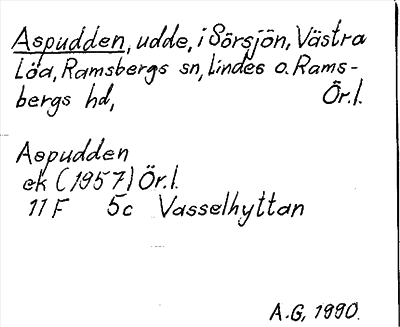 Aspudden, udde, i Sörsjön, Västra
Löa, Ramsbergs sn, Lindes o. Rams-
bergs hd, Ör.l.
Aspudden
ek (1957) Ör.l.
11 F 5c Vasselhyttan
A.G, 1990.